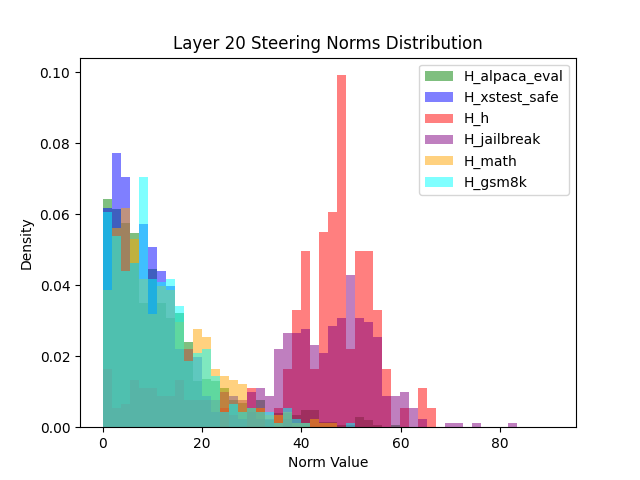 Layer 20 Steering Norms Distribution
H_alpaca_eval
H_xstest_safe
H_h
H_jailbreak
H_math
H_gsm8k
Density
0.10
0.08
0.06
0.04
0.02
0.00
0
20
40
60
80
Norm Value